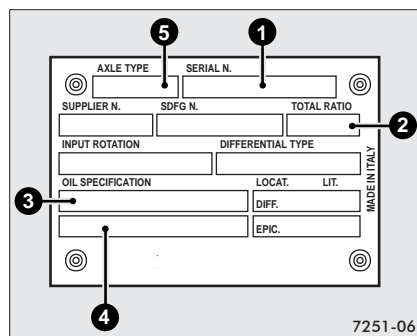 5 1
AXLE TYPE SERIAL N.
SUPPLIER N. SDFG N. TOTAL RATIO
2
INPUT ROTATION DIFFERENTIAL TYPE
OIL SPECIFICATION LOCAT. LIT.
3 DIFF.
EPIC.
MADE IN ITALY
4
7251-06